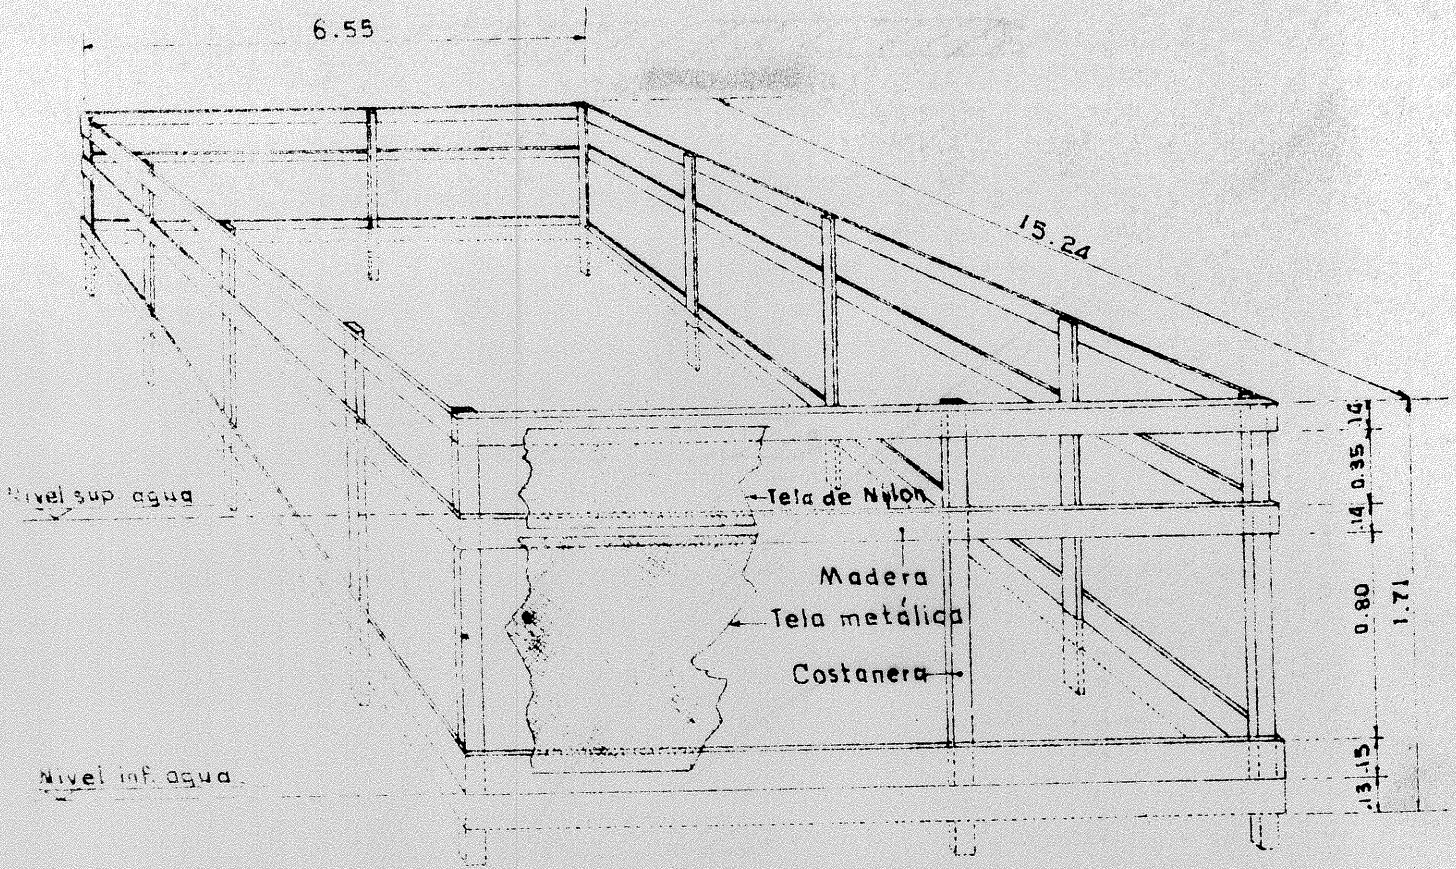 6.55
15.24
.14
0.35
.14
0.80
1.71
.15
.13
Nivel sup. agua
Tela de Nylon
Madera
Tela metálica
Costanera
Nivel inf. agua